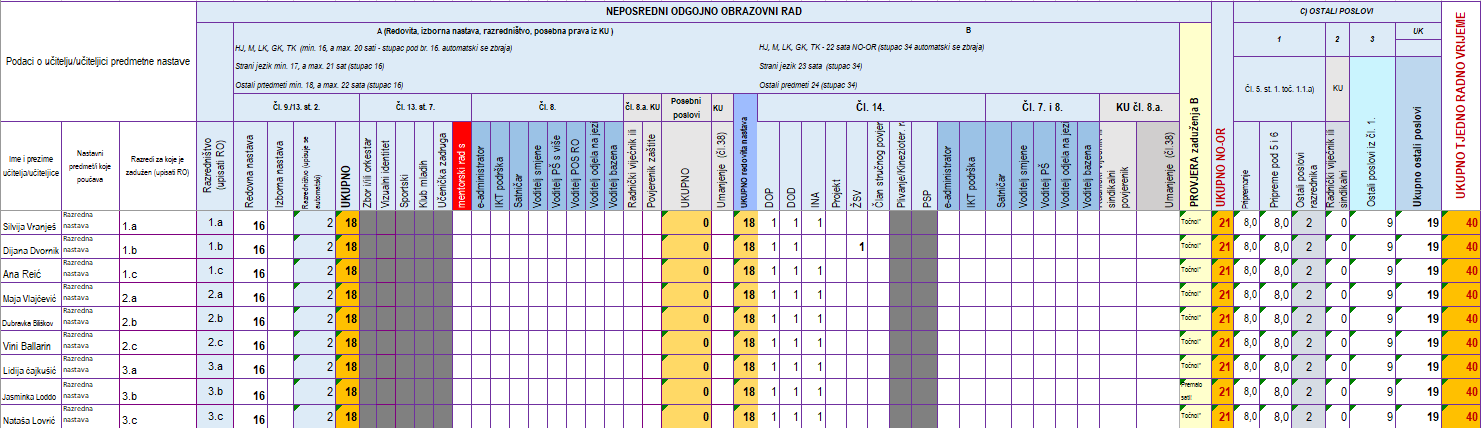 NEPOSREDNI ODGOJNO OBRAZOVNI RAD
C) OSTALI POSLOVI
A (Redovita, izborna nastava, razredništvo, posebna prava iz KU )
B
1
2
3
UK
HJ, M, LK, GK, TK (min. 16, a max. 20 sati - stupac pod br. 16. automatski se zbraja)
HJ, M, LK, GK, TK - 22 sata NO-OR (stupac 34 automatski se zbraja)
Podaci o učitelju/učiteljici predmetne nastave
Strani jezik min. 17, a max. 21 sat (stupac 16)
Strani jezik 23 sata (stupac 34)
Ostali prtedmeti min. 18, a max. 22 sata (stupac 16)
Ostali predmeti 24 (stupac 34)
Čl. 5. st. 1. toč. 1.1.a)
KU
Čl. 9./13. st. 2.
Čl. 13. st. 7.
Čl. 8.
Čl. 8.a. KU
Posebni poslovi
KU
Čl. 14.
Čl. 7. i 8.
KU čl. 8.a.
Ime i prezime učitelja/učiteljice
Nastavni predmet/i koje poučava
Razredi za koje je zadužen (upisati RO)
Razredništvo (upisati RO)
Redovna nastava
Izborna nastava
Razredništvo (upisuje se automatski)
UKUPNO
Zbor i/li orkestar
Vizualni identitet
Sportski
Klub mladih
Učenička zadruga
mentorski rad s
e-administrator
IKT podrška
Satničar
Voditelj smjene
Voditelj PŠ s više
Voditelj POS RO
Voditelj odjela na jezi
Voditelj bazena
Radnički vijećnik ili
Povjerenik zaštite
UKUPNO
Umanjenje (čl.38)
UKUPNO redovita nastava
DOP
DOD
INA
Projekt
ŽSV
Član stručnog povjer
Plivanje/Knezloter. r
PSP
e-administrator
IKT podrška
Satničar
Voditelj smjene
Voditelj PŠ
Voditelj odjela na jezi
Voditelj bazena
sindikalni povjerenik
Umanjenje (čl.38)
PROVJERA zaduženja B
UKUPNO NO-OR
Pripremanje
Pripreme pod 5 i 6
Ostali poslovi razrednika
Radnički vijećnik ili sindikalni
Ostali poslovi iz čl. 1.
Ukupno ostali poslovi
UKUPNO TJEDNO RADNO VRIJEME
Silvija Vranješ Razredna nastava 1.a 1.a 16 2 18 0 18 1 1 1 Točno!" 21 8,0 8,0 2 0 9 19 40
Dijana Dvornik Razredna nastava 1.b 1.b 16 2 18 0 18 1 1 1 Točno!" 21 8,0 8,0 2 0 9 19 40
Ana Reić Razredna nastava 1.c 1.c 16 2 18 0 18 1 1 1 Točno!" 21 8,0 8,0 2 0 9 19 40
Maja Vlajčević Razredna nastava 2.a 2.a 16 2 18 0 18 1 1 1 Točno!" 21 8,0 8,0 2 0 9 19 40
Dubravka Biliškov Razredna nastava 2.b 2.b 16 2 18 0 18 1 1 1 Točno!" 21 8,0 8,0 2 0 9 19 40
Vini Ballarin Razredna nastava 2.c 2.c 16 2 18 0 18 1 1 1 Točno!" 21 8,0 8,0 2 0 9 19 40
Lidija čajkušić Razredna nastava 3.a 3.a 16 2 18 0 18 1 1 1 Točno!" 21 8,0 8,0 2 0 9 19 40
Jasminka Loddo Razredna nastava 3.b 3.b 16 2 18 0 18 1 1 1 Premalo sati! 21 8,0 8,0 2 0 9 19 40
Nataša Lovrić Razredna nastava 3.c 3.c 16 2 18 0 18 1 1 1 Točno!" 21 8,0 8,0 2 0 9 19 40